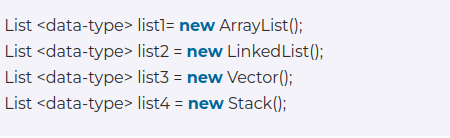 List <data-type> list1= new ArrayList();
List <data-type> list2 = new LinkedList();
List <data-type> list3 = new Vector();
List <data-type> list4 = new Stack();